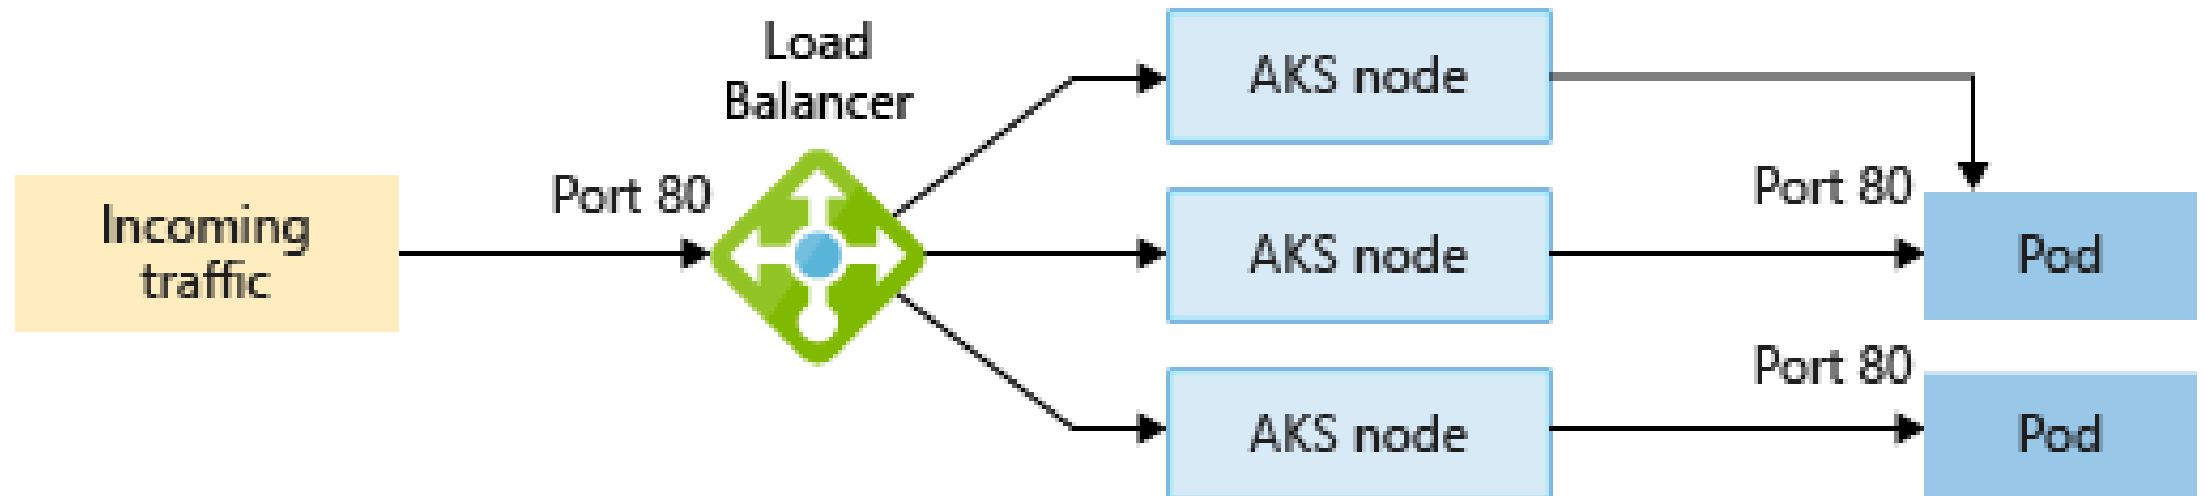 Incoming
traffic
Port 80
Load
Balancer
AKS node
AKS node
AKS node
Port 80
Pod
Port 80
Pod